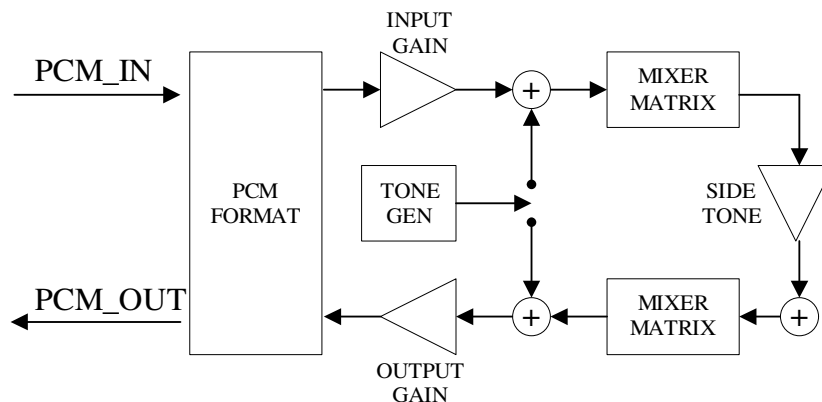 INPUT
GAIN
PCM_IN
+
MIXER
MATRIX
PCM
FORMAT
TONE
GEN
SIDE
TONE
PCM_OUT
+
MIXER
MATRIX
+
OUTPUT
GAIN